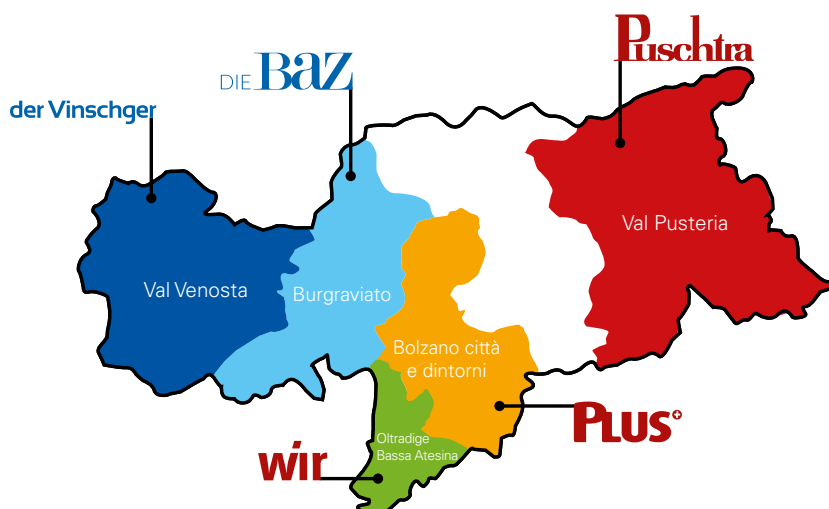 Puschtra
DIE BaZ
der Vinschger
Val Pusteria
Val Venosta
Burgraviato
Bolzano città
e dintorni
PLUS+
Oltradige
Bassa Atesina
wir